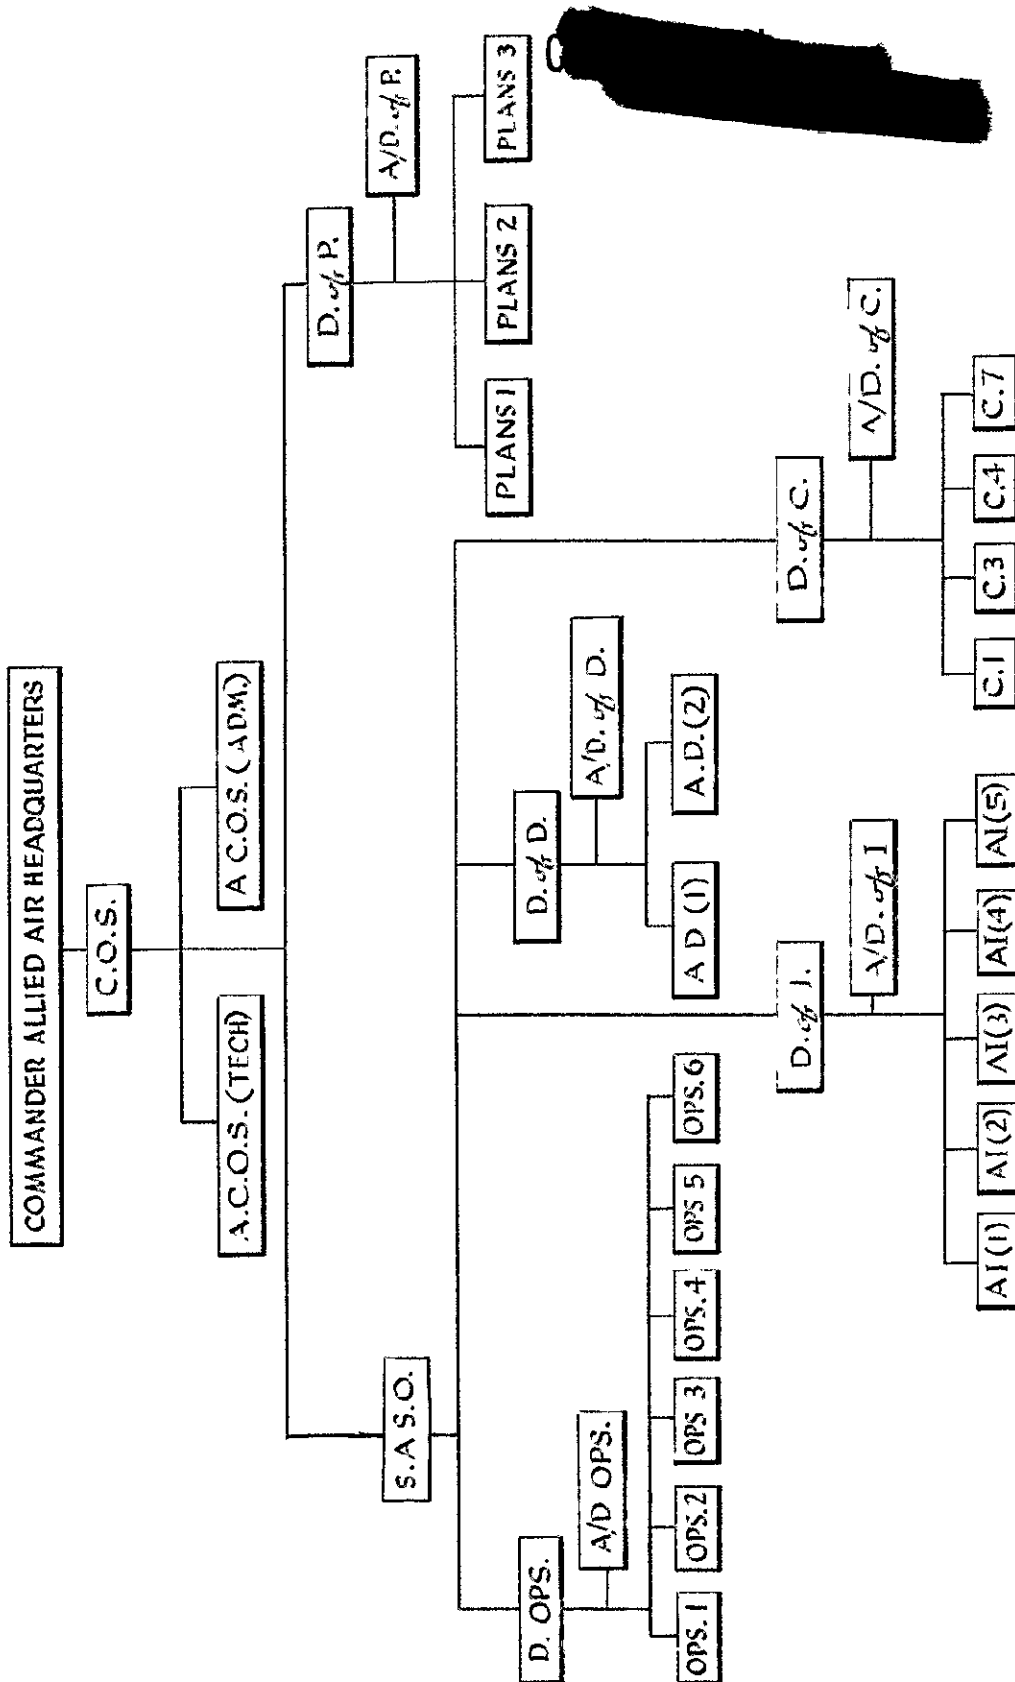 COMMANDER ALLIED AIR HEADQUARTERS
C.O.S.
A.C.O.S. (TECH)
A C.O.S. (ADM.)
S.A S.O.
D. of P.
A/D. of P.
PLANS 1
PLANS 2
PLANS 3
D. OPS.
A/D OPS.
OPS. 1
OPS. 2
OPS 3
OPS. 4
OPS 5
OPS. 6
D. of D.
A/D. of D.
A D (1)
A.D. (2)
D. of I.
A/D. of I
AI (1)
AI (2)
AI (3)
AI (4)
AI (5)
D. of C.
A/D. of C.
C.1
C.3
C.4
C.7